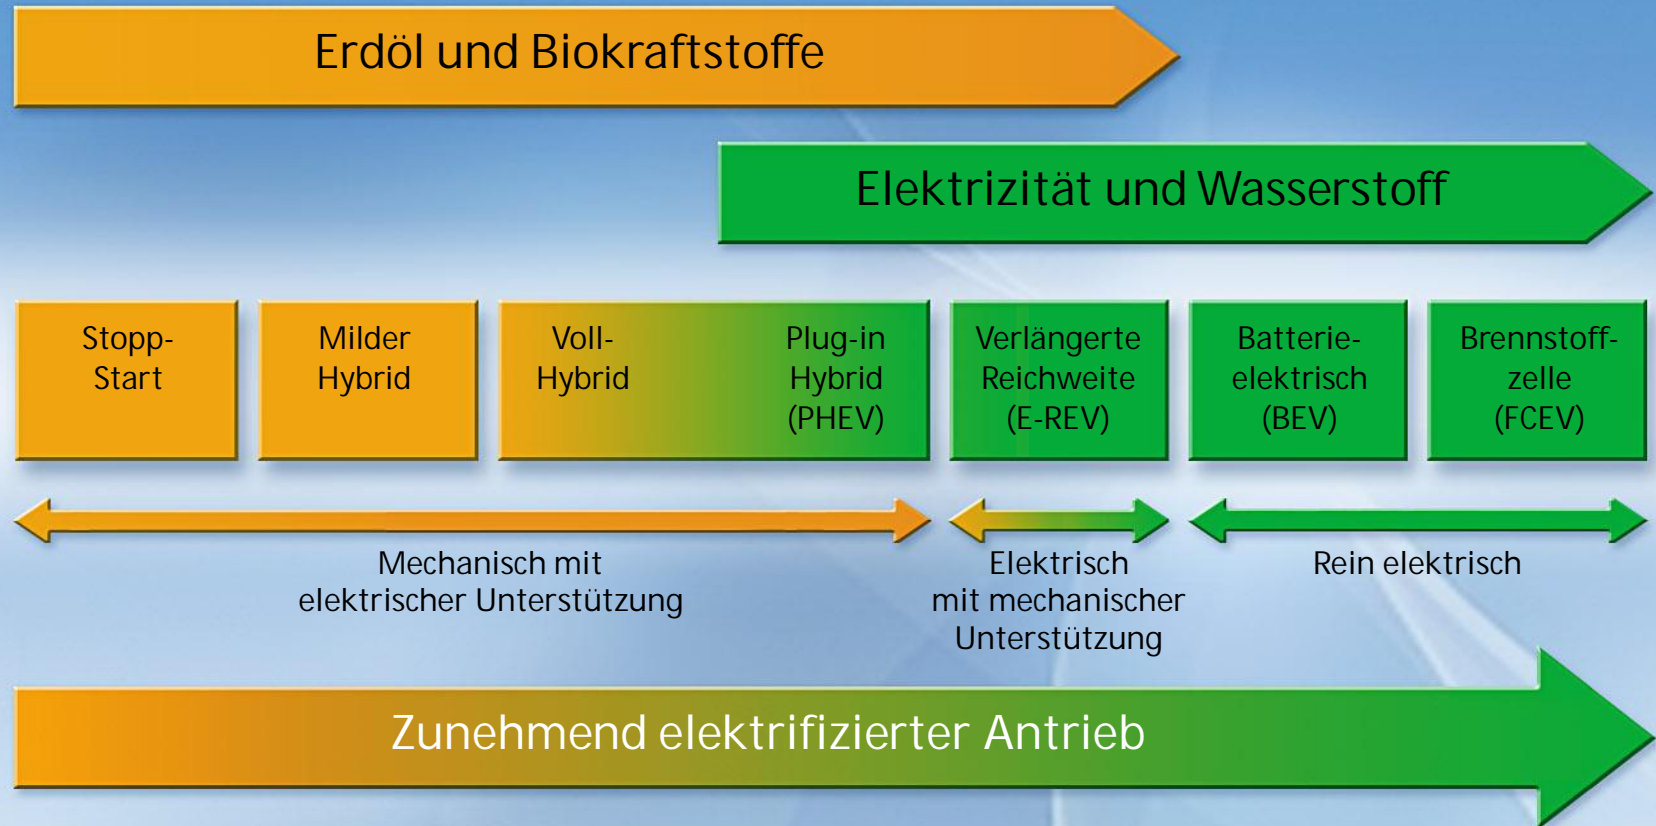 Erdöl und Biokraftstoffe
Elektrizität und Wasserstoff
Stopp-
Start
Milder
Hybrid
Voll-
Hybrid
Plug-in
Hybrid
(PHEV)
Verlängerte
Reichweite
(E-REV)
Batterie-
elektrisch
(BEV)
Brennstoff-
zelle
(FCEV)
Mechanisch mit
elektrischer Unterstützung
Elektrisch
mit mechanischer
Unterstützung
Rein elektrisch
Zunehmend elektrifizierter Antrieb